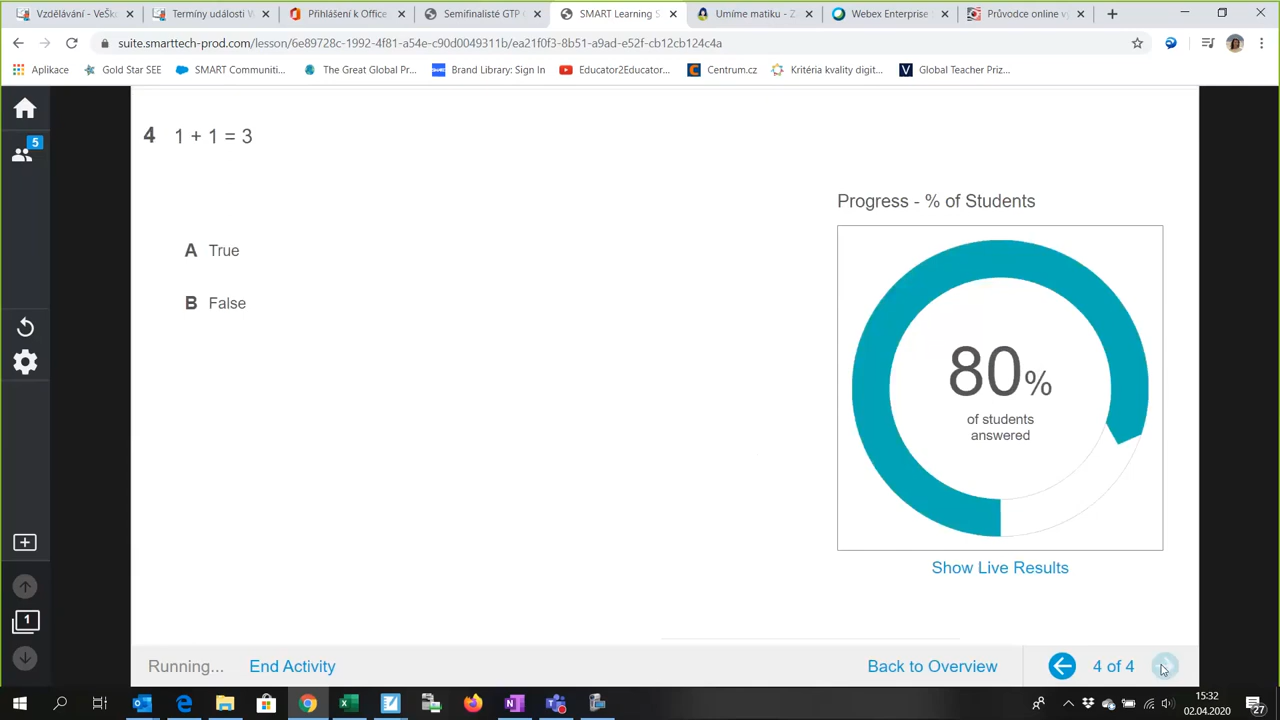 Vzdělávání - VeŠk
Termíny události W
Přihlášení k Office
Semifinalisté GTP C
SMART Learning S
Umíme matiku - Z
Webex Enterprise S
Průvodce online vý
suite.smarttech-prod.com/lesson/6e89728c-1992-4f81-a54e-c90d0049311b/ea21f0f3-8b51-a9ad-e52f-cb12cb124c4a
Aplikace
Gold Star SEE
SMART Communiti...
The Great Global Pr...
Brand Library: Sign In
Educator2Educator...
Centrum.cz
Kritéria kvality digit...
Global Teacher Priz...
5
4 1 + 1 = 3
Progress - % of Students
A True
B False
80%
of students
answered
Show Live Results
1
Running...
End Activity
Back to Overview
4 of 4
15:32
02.04.2020
27